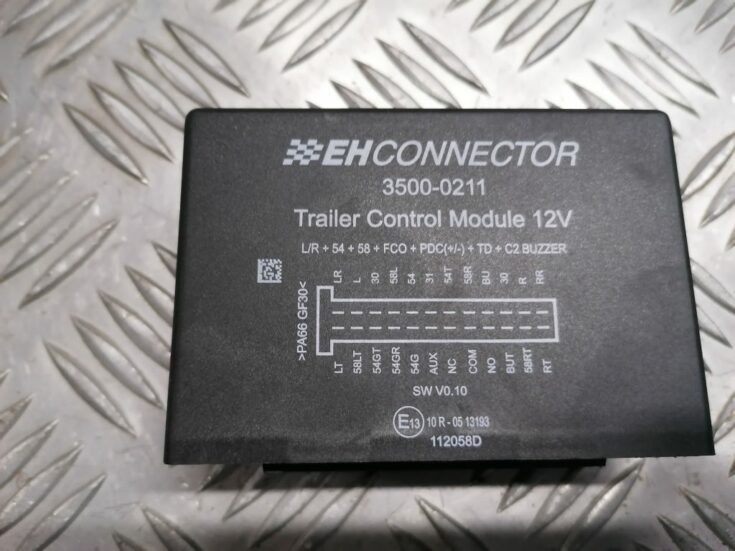 EHCONNECTOR
3500-0211
Trailer Control Module 12V
L/R + 54 + 58 + FCO + PDC(+/-) + TD + C2 BUZZER
>PA66 GF30<
LR L 30 58L 54 31 54T 58R BU 30 R RR
LT 58LT 54GT 54GR 54G AUX NC COM NO BUT 58RT RT
SW V0.10
E13 10 R - 05 13193
112058D